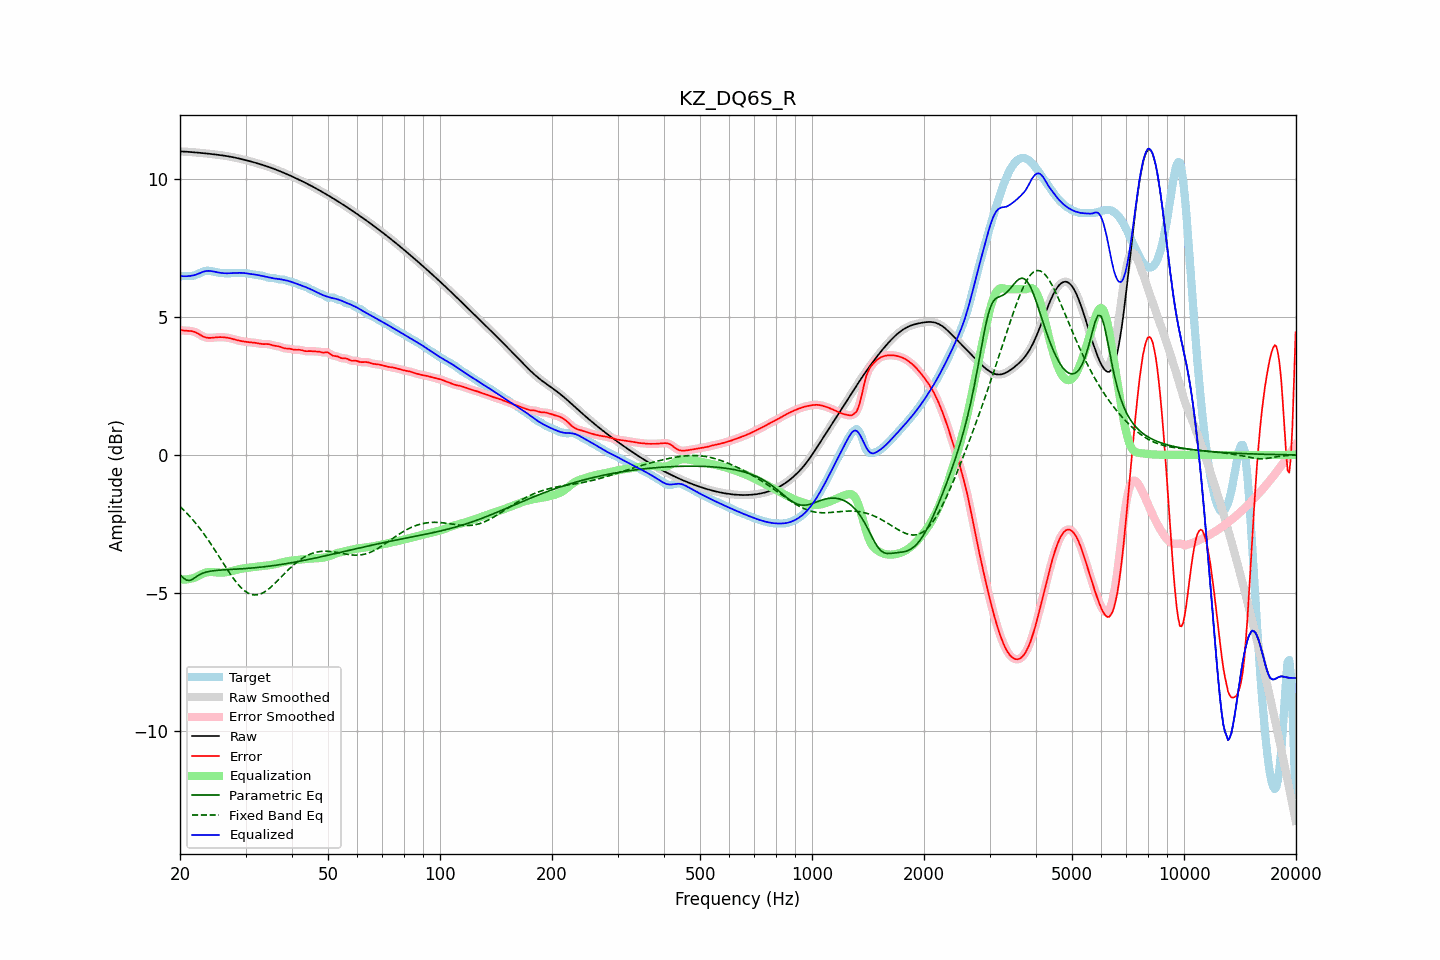 KZ_DQ6S_R
Amplitude (dBr)
10
5
0
−5
−10
Target
Raw Smoothed
Error Smoothed
Raw
Error
Equalization
Parametric Eq
Fixed Band Eq
Equalized
20
50
100
200
500
1000
2000
5000
10000
20000
Frequency (Hz)